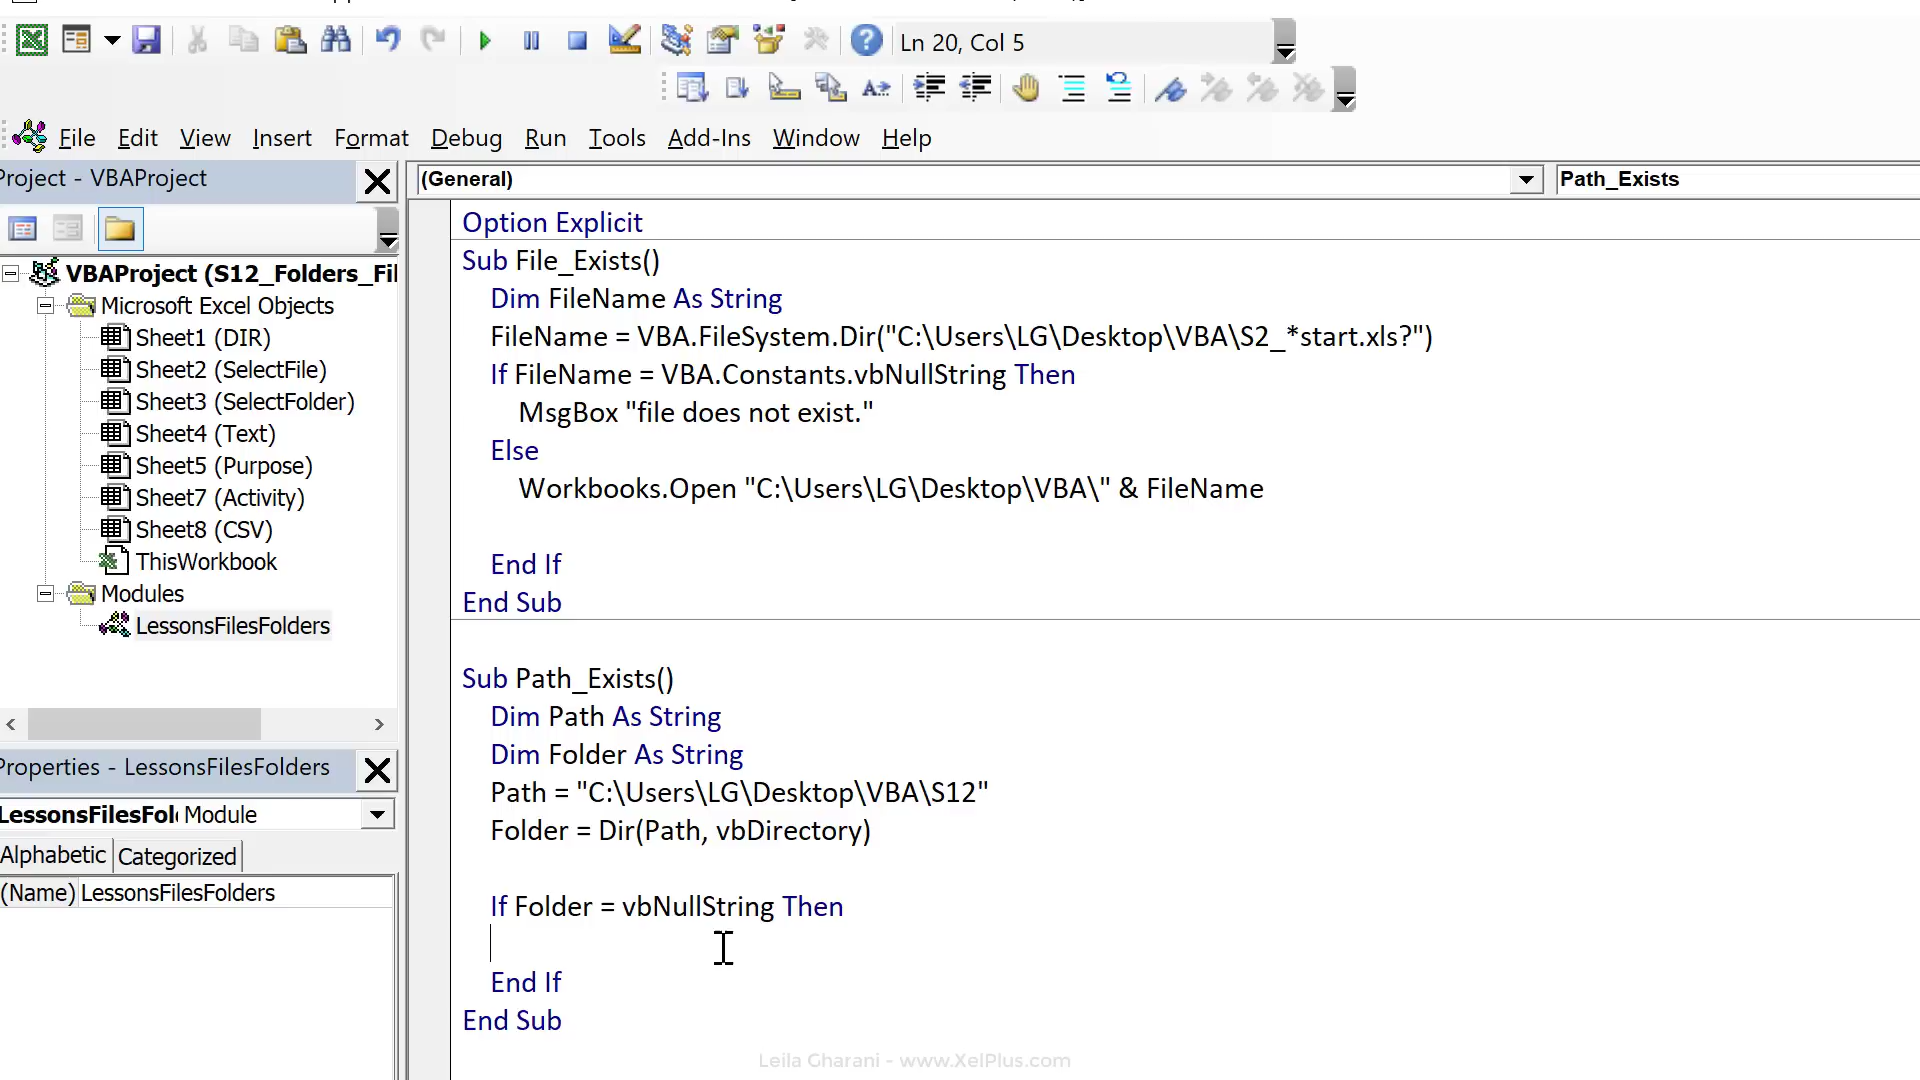 Ln 20, Col 5
File Edit View Insert Format Debug Run Tools Add-Ins Window Help
Project - VBAProject
(General)
Path_Exists
VBAProject (S12_Folders_Fil
Microsoft Excel Objects
Sheet1 (DIR)
Sheet2 (SelectFile)
Sheet3 (SelectFolder)
Sheet4 (Text)
Sheet5 (Purpose)
Sheet7 (Activity)
Sheet8 (CSV)
ThisWorkbook
Modules
LessonsFilesFolders
Properties - LessonsFilesFolders
LessonsFilesFol Module
Alphabetic Categorized
(Name) LessonsFilesFolders
Option Explicit
Sub File_Exists()
Dim FileName As String
FileName = VBA.FileSystem.Dir("C:\Users\LG\Desktop\VBA\S2_*start.xls?")
If FileName = VBA.Constants.vbNullString Then
MsgBox "file does not exist."
Else
Workbooks.Open "C:\Users\LG\Desktop\VBA\" & FileName
End If
End Sub
Sub Path_Exists()
Dim Path As String
Dim Folder As String
Path = "C:\Users\LG\Desktop\VBA\S12"
Folder = Dir(Path, vbDirectory)
If Folder = vbNullString Then
End If
End Sub
Leila Gharani - www.XelPlus.com